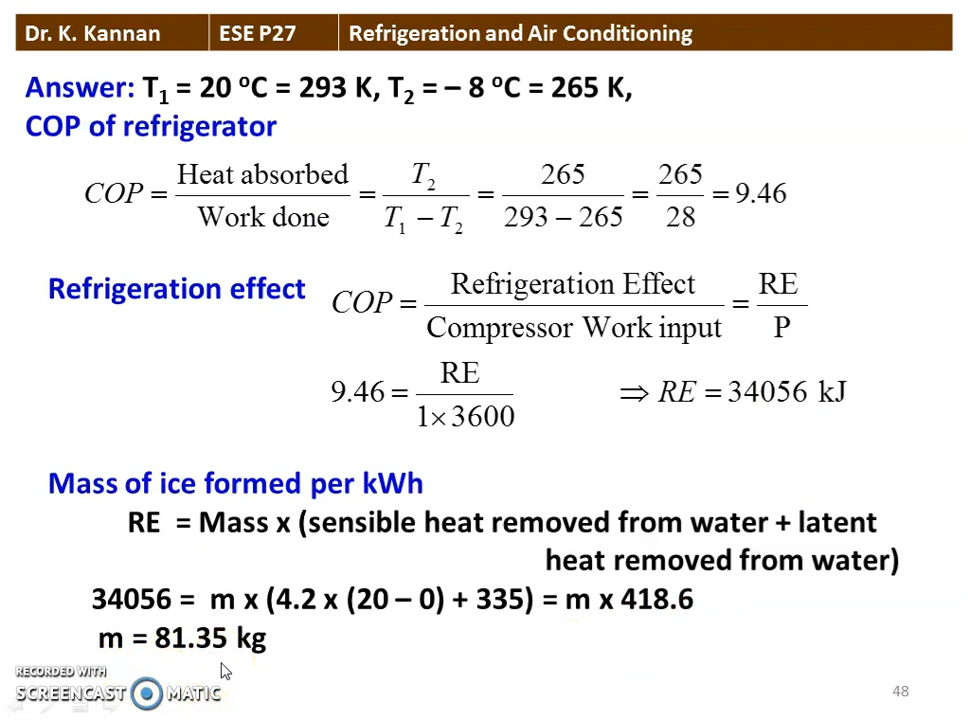 Dr. K. Kannan ESE P27 Refrigeration and Air Conditioning
Answer: T₁ = 20 ºC = 293 K, T₂ = – 8 ºC = 265 K,
COP of refrigerator
COP = Heat absorbed / Work done = T₂ / (T₁ – T₂) = 265 / (293 – 265) = 265 / 28 = 9.46
Refrigeration effect COP = Refrigeration Effect / Compressor Work input = RE / P
9.46 = RE / (1× 3600) ⇒ RE = 34056 kJ
Mass of ice formed per kWh
RE = Mass x (sensible heat removed from water + latent
heat removed from water)
34056 = m x (4.2 x (20 – 0) + 335) = m x 418.6
m = 81.35 kg
RECORDED WITH
SCREENCAST MATIC
48